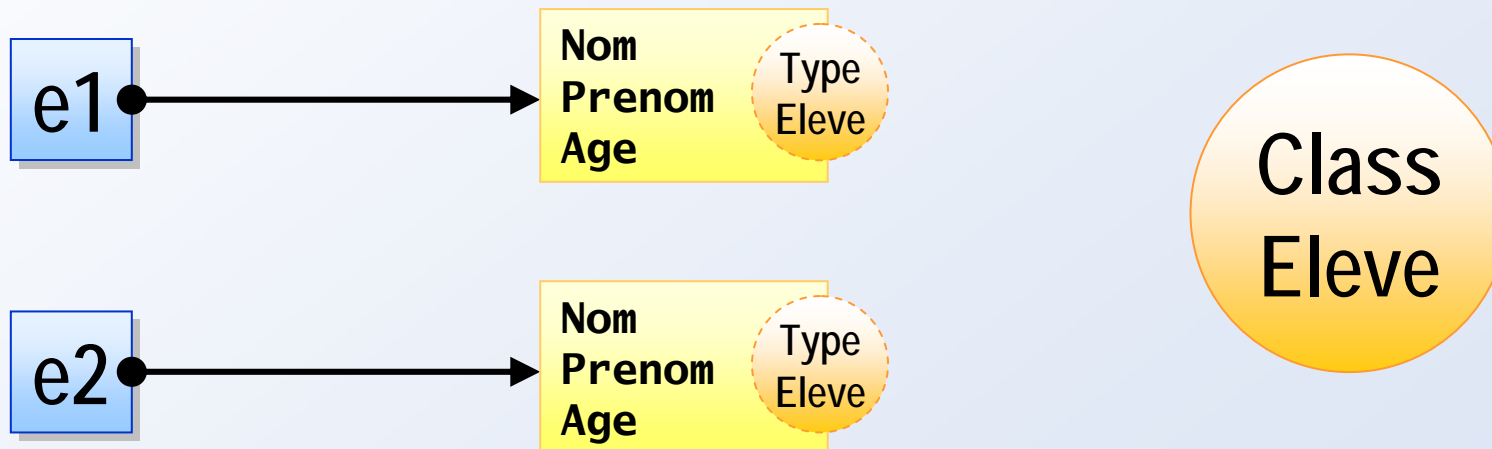 e1
Nom
Prenom
Age
Type
Eleve
Class
Eleve
e2
Nom
Prenom
Age
Type
Eleve